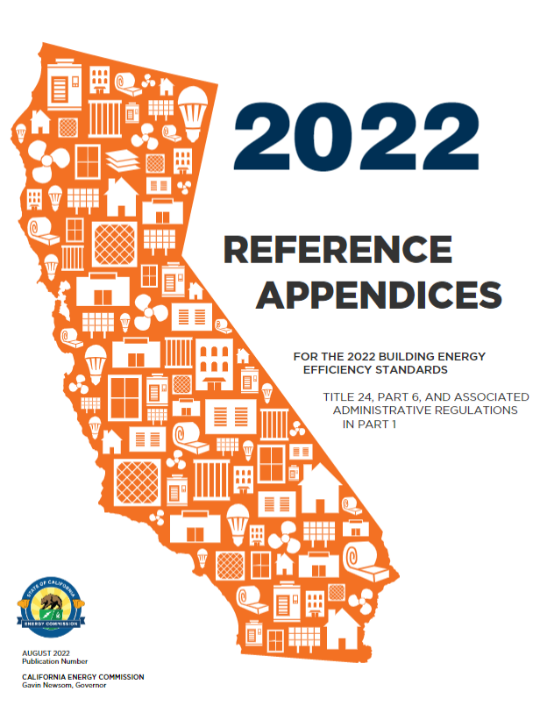 2022
REFERENCE
APPENDICES
FOR THE 2022 BUILDING ENERGY
EFFICIENCY STANDARDS
TITLE 24, PART 6, AND ASSOCIATED
ADMINISTRATIVE REGULATIONS
IN PART 1
STATE OF CALIFORNIA
ENERGY COMMISSION
AUGUST 2022
Publication Number
CALIFORNIA ENERGY COMMISSION
Gavin Newsom, Governor